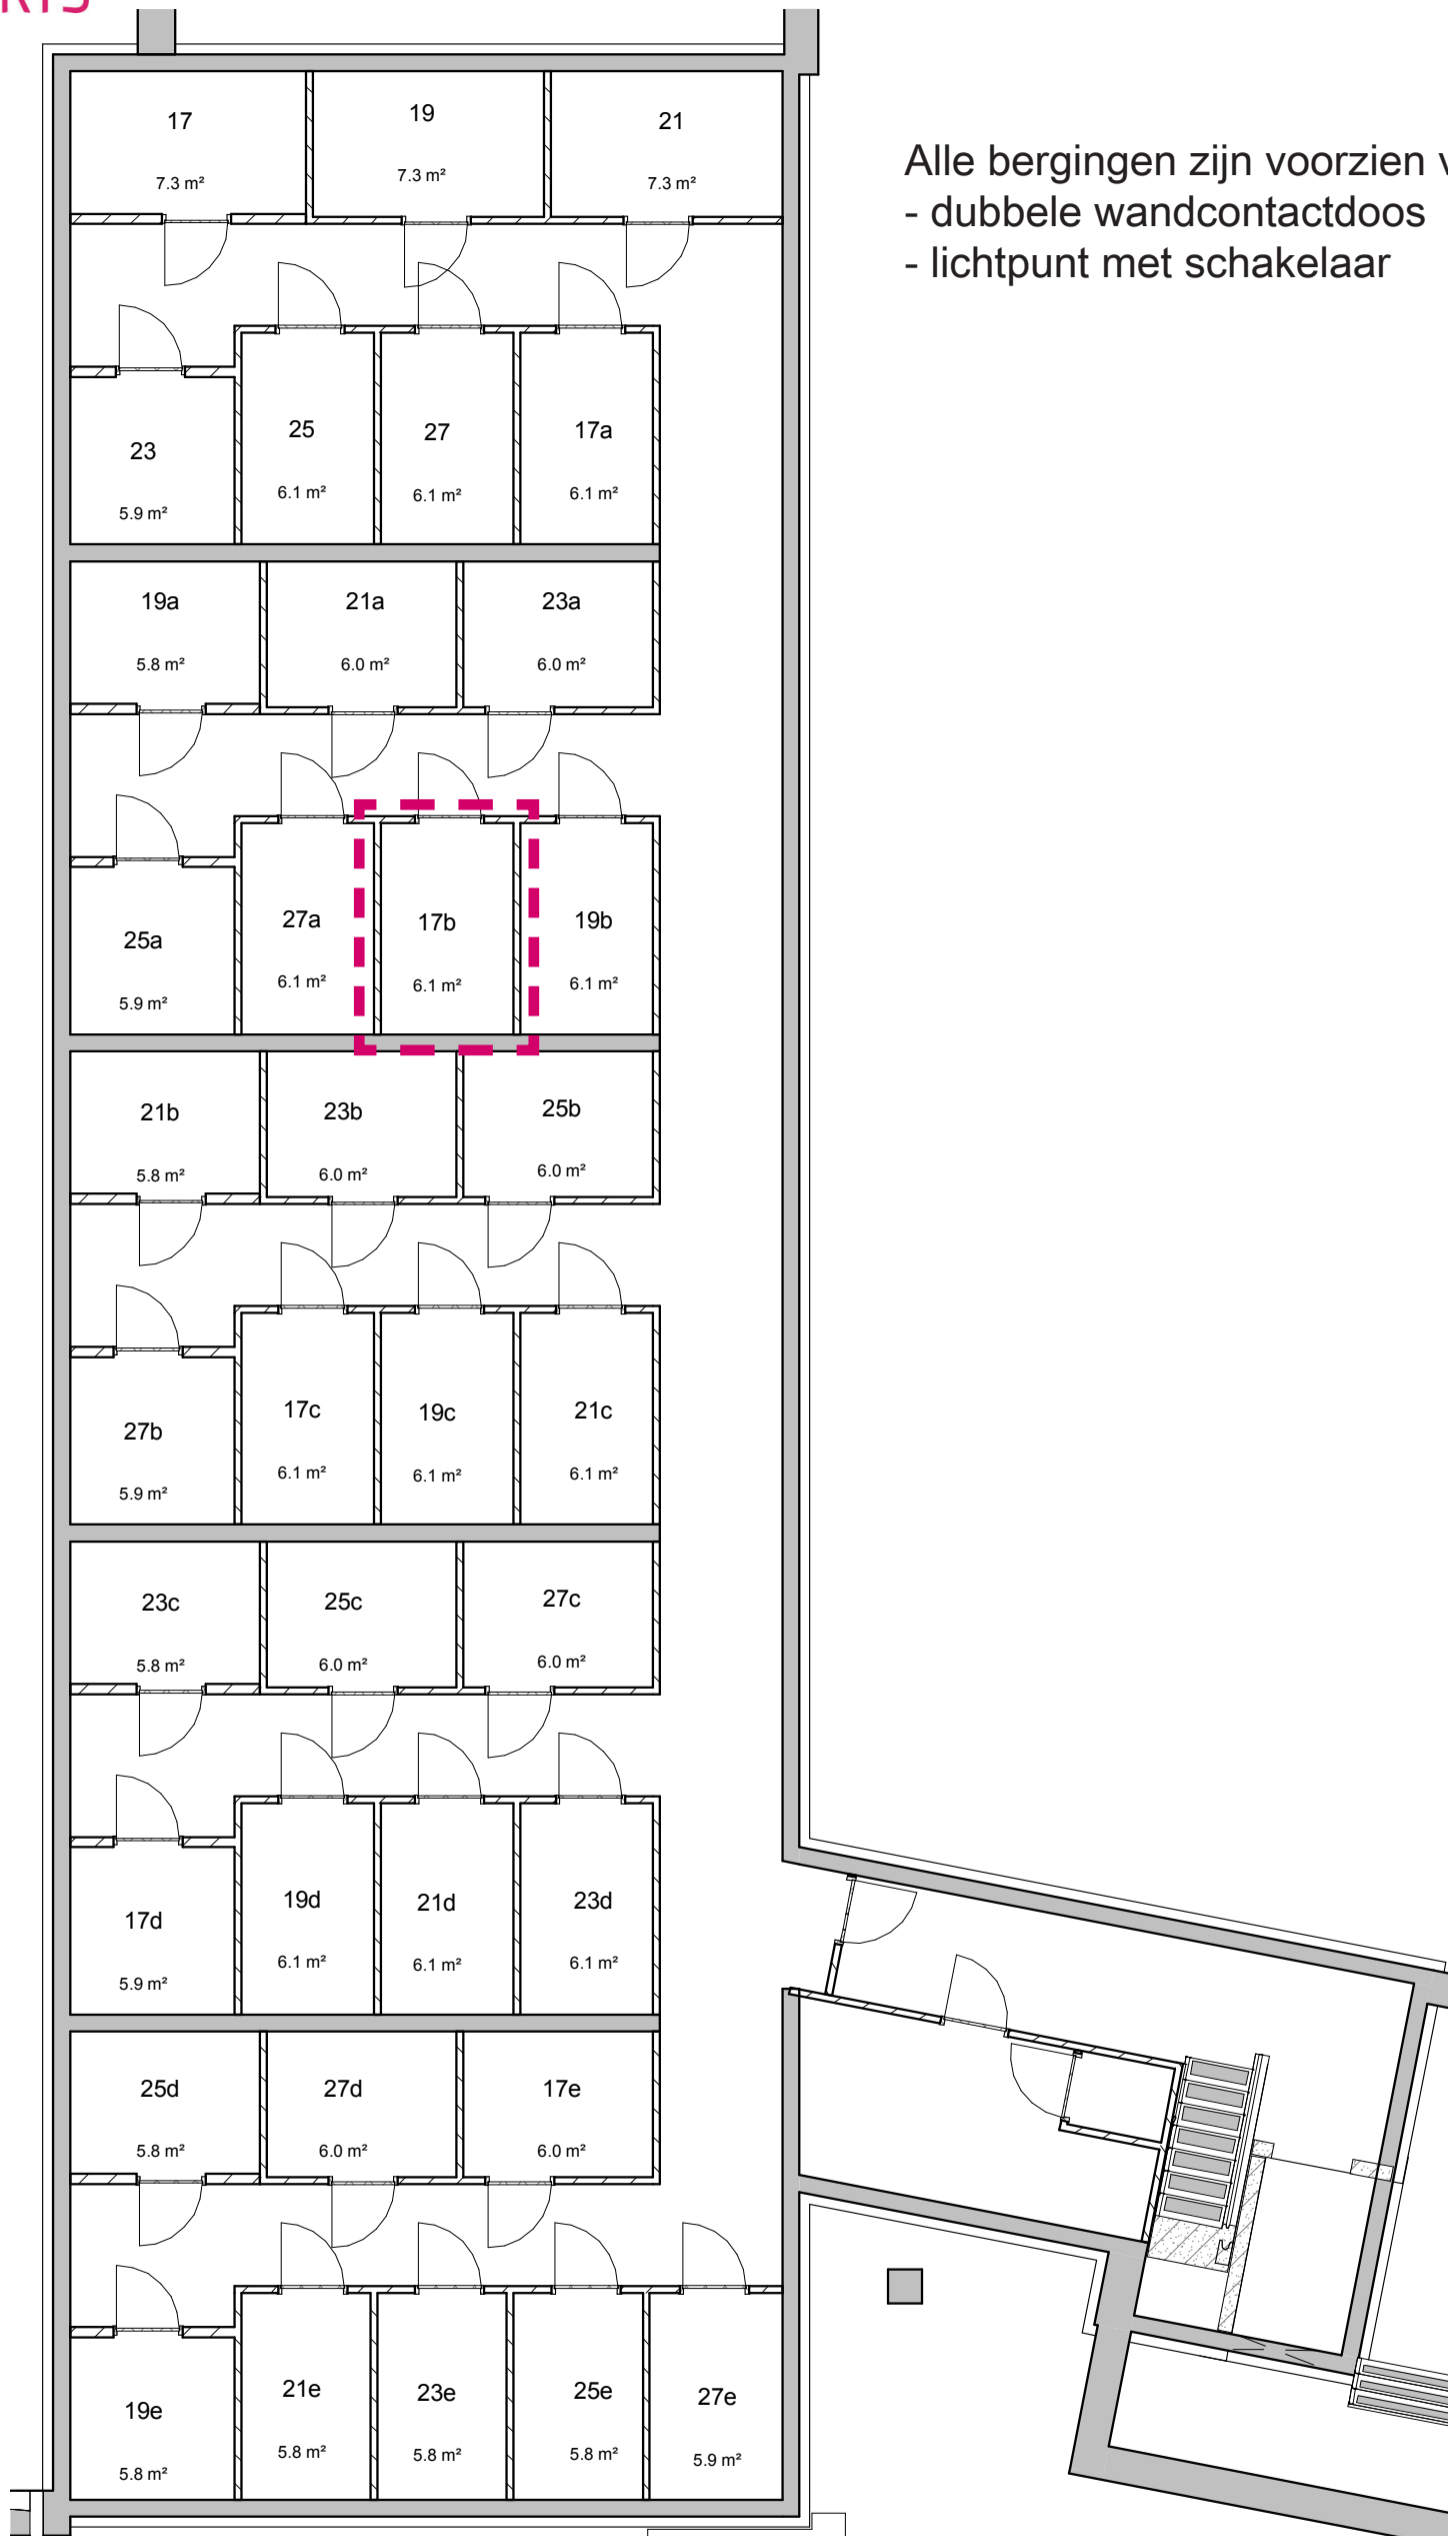 17
19
21
7.3 m²
7.3 m²
7.3 m²
Alle bergingen zijn voorzien
- dubbele wandcontactdoos
- lichtpunt met schakelaar
23
25
27
17a
5.9 m²
6.1 m²
6.1 m²
6.1 m²
19a
21a
23a
5.8 m²
6.0 m²
6.0 m²
25a
27a
17b
19b
5.9 m²
6.1 m²
6.1 m²
6.1 m²
21b
23b
25b
5.8 m²
6.0 m²
6.0 m²
27b
17c
19c
21c
5.9 m²
6.1 m²
6.1 m²
6.1 m²
23c
25c
27c
5.8 m²
6.0 m²
6.0 m²
17d
19d
21d
23d
5.9 m²
6.1 m²
6.1 m²
6.1 m²
25d
27d
17e
5.8 m²
6.0 m²
6.0 m²
19e
21e
23e
25e
27e
5.8 m²
5.8 m²
5.8 m²
5.8 m²
5.9 m²